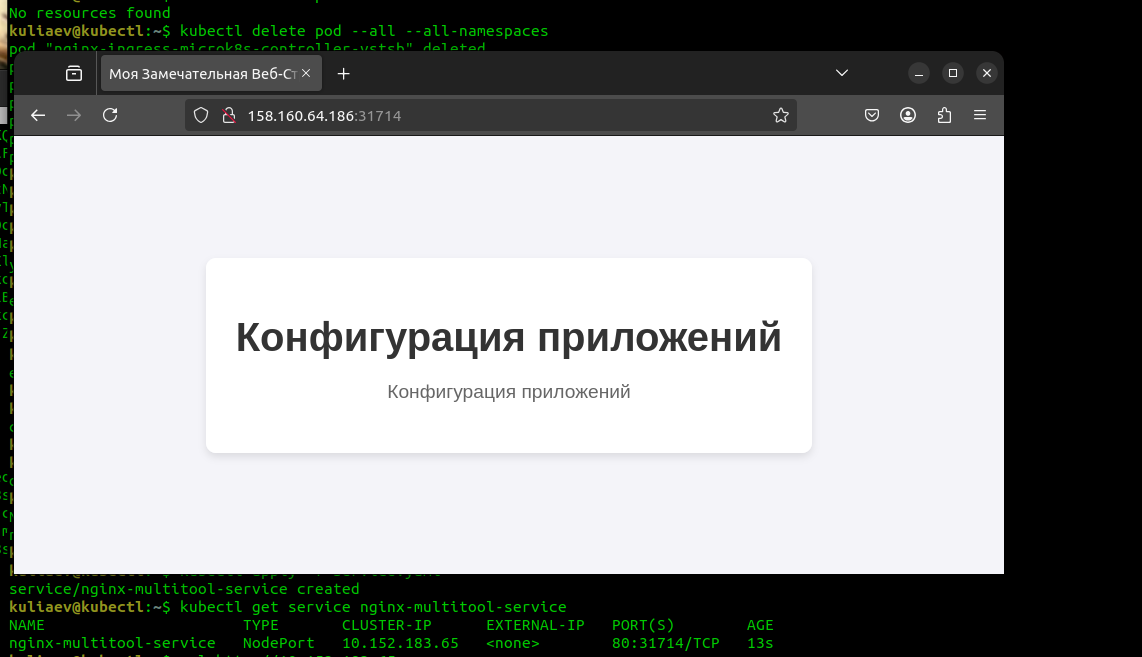 No resources found
kuliaev@kubectl:~$ kubectl delete pod --all --all-namespaces
pod "nginx-ingress-microk8s-controller-vstsb" deleted
Моя Замечательная Веб-Ст
158.160.64.186:31714
Конфигурация приложений
Конфигурация приложений
service/nginx-multitool-service created
kuliaev@kubectl:~$ kubectl get service nginx-multitool-service
NAME TYPE CLUSTER-IP EXTERNAL-IP PORT(S) AGE
nginx-multitool-service NodePort 10.152.183.65 <none> 80:31714/TCP 13s